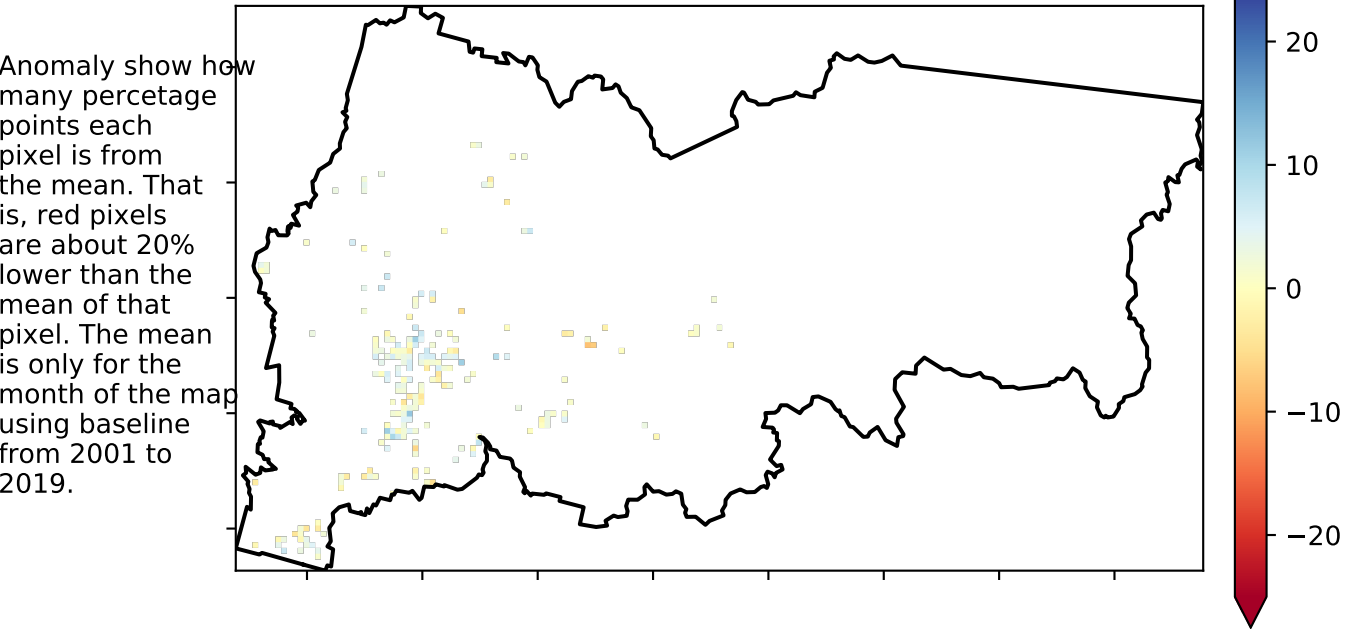 Anomaly show how
many percetage
points each
pixel is from
the mean. That
is, red pixels
are about 20%
lower than the
mean of that
pixel. The mean
is only for the
month of the map
using baseline
from 2001 to
2019.
20
10
0
−10
−20